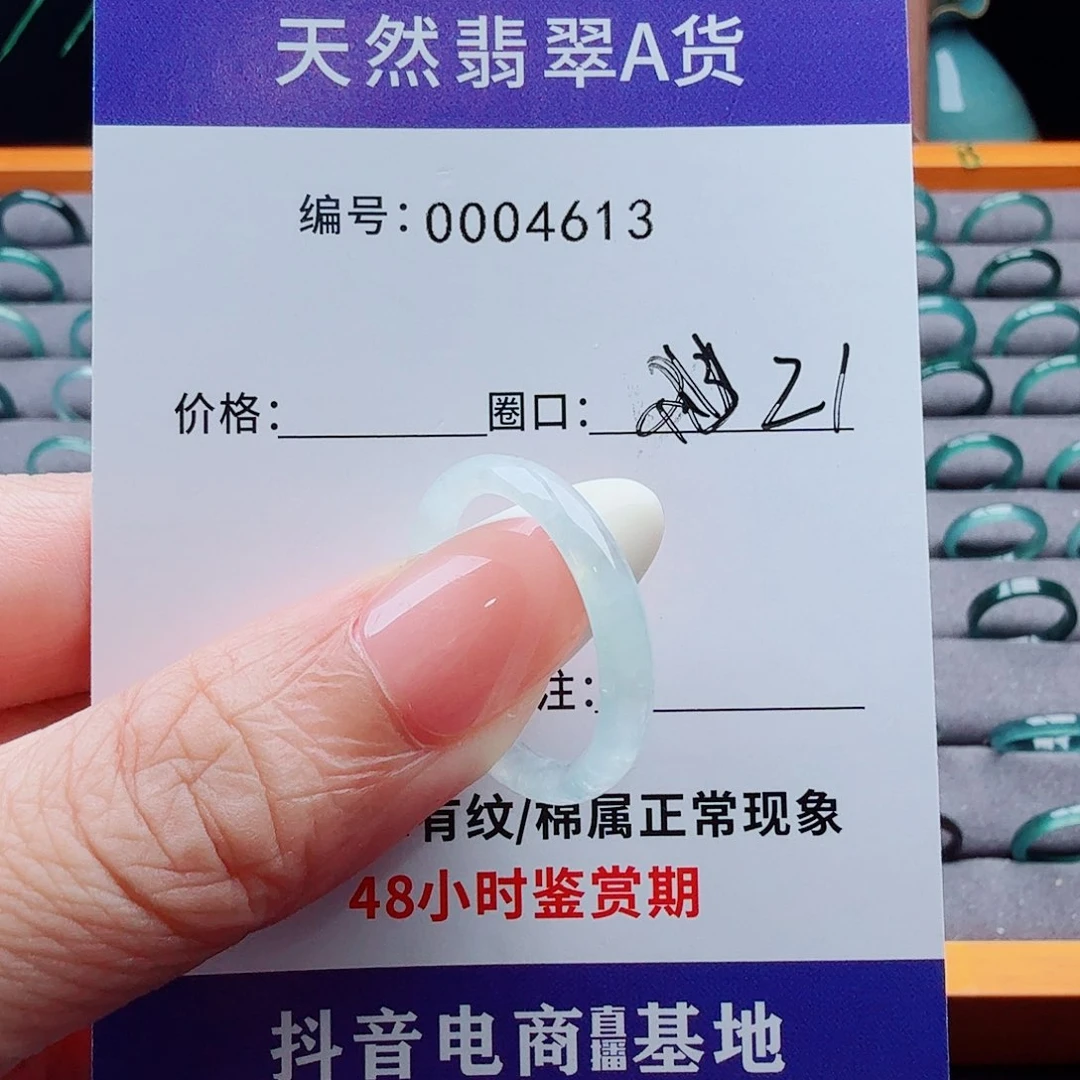 天然翡翠A货
编号：0004613
价格： 圈口： 21
注：
有纹/棉属正常现象
48小时鉴赏期
抖音电商直播基地